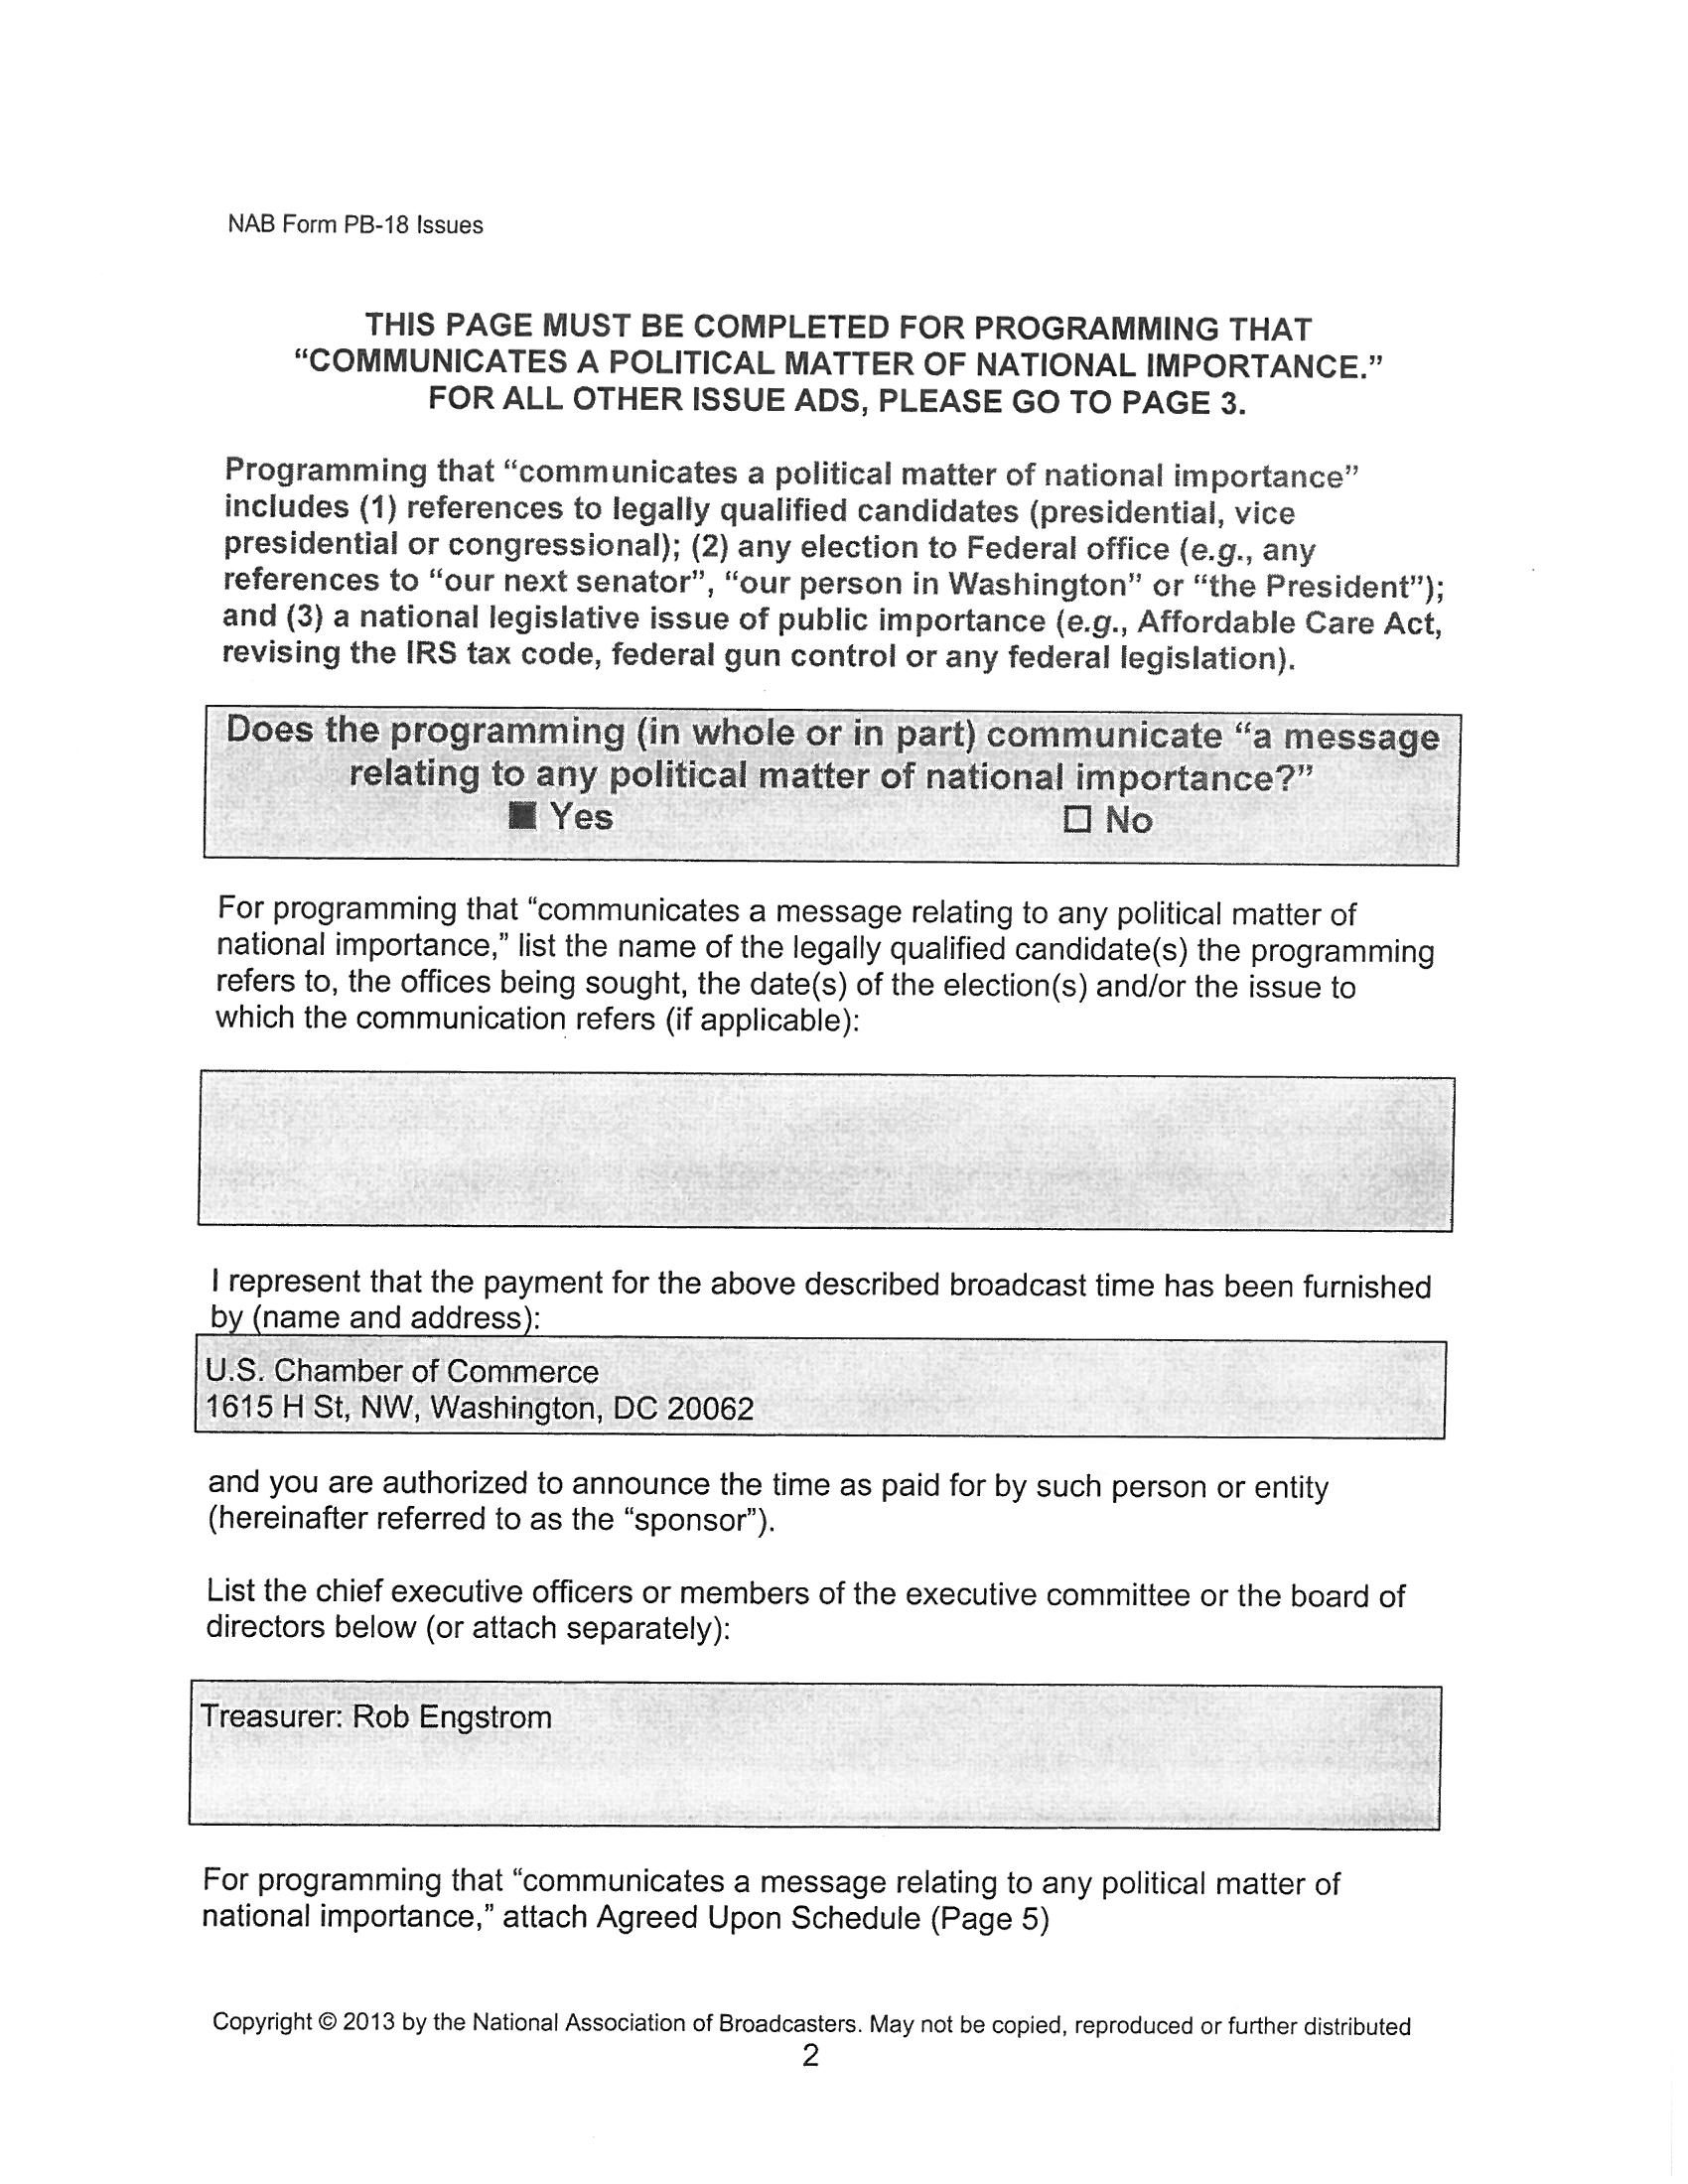 NAB Form PB-18 Issues
THIS PAGE MUST BE COMPLETED FOR PROGRAMMING THAT
“COMMUNICATES A POLITICAL MATTER OF NATIONAL IMPORTANCE.”
FOR ALL OTHER ISSUE ADS, PLEASE GO TO PAGE 3.
Programming that “communicates a political matter of national importance”
includes (1) references to legally qualified candidates (presidential, vice
presidential or congressional); (2) any election to Federal office (e.g., any
references to “our next senator”, “our person in Washington” or “the President”);
and (3) a national legislative issue of public importance (e.g., Affordable Care Act,
revising the IRS tax code, federal gun control or any federal legislation).
Does the programming (in whole or in part) communicate “a message
relating to any political matter of national importance?”
■ Yes ☐ No
For programming that “communicates a message relating to any political matter of
national importance,” list the name of the legally qualified candidate(s) the programming
refers to, the offices being sought, the date(s) of the election(s) and/or the issue to
which the communication refers (if applicable):
I represent that the payment for the above described broadcast time has been furnished
by (name and address):
U.S. Chamber of Commerce
1615 H St, NW, Washington, DC 20062
and you are authorized to announce the time as paid for by such person or entity
(hereinafter referred to as the “sponsor”).
List the chief executive officers or members of the executive committee or the board of
directors below (or attach separately):
Treasurer: Rob Engstrom
For programming that “communicates a message relating to any political matter of
national importance,” attach Agreed Upon Schedule (Page 5)
Copyright © 2013 by the National Association of Broadcasters. May not be copied, reproduced or further distributed
2